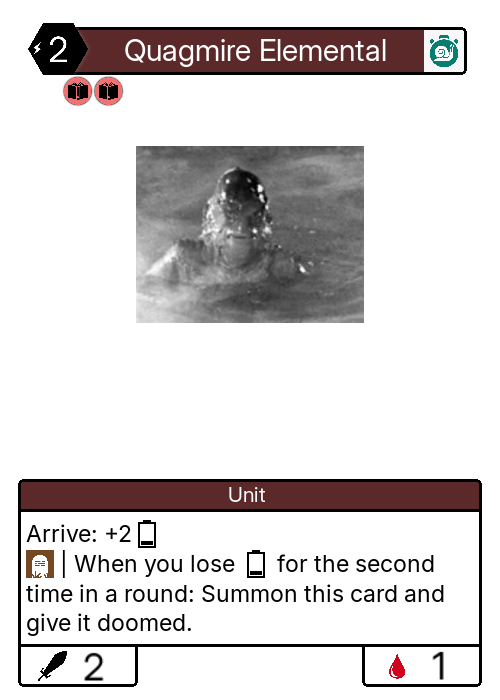 2 Quagmire Elemental
Unit
Arrive: +2
| When you lose for the second
time in a round: Summon this card and
give it doomed.
2 1